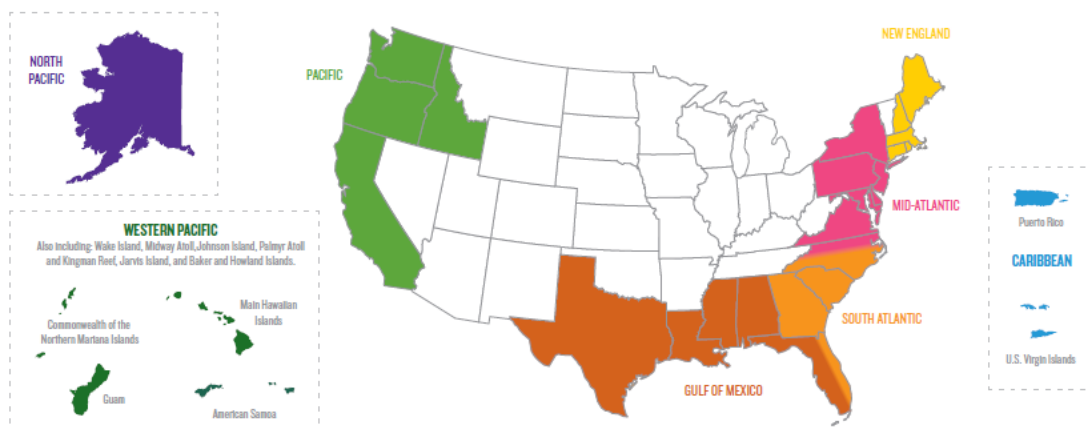 NORTH
PACIFIC
PACIFIC
NEW ENGLAND
MID-ATLANTIC
SOUTH ATLANTIC
GULF OF MEXICO
WESTERN PACIFIC
Also including: Wake Island, Midway Atoll,Johnson Island, Palmyr Atoll
and Kingman Reef, Jarvis Island, and Baker and Howland Islands.
Commonwealth of the
Northern Mariana Islands
Main Hawaiian
Islands
Guam
American Samoa
Puerto Rico
CARIBBEAN
U.S. Virgin Islands